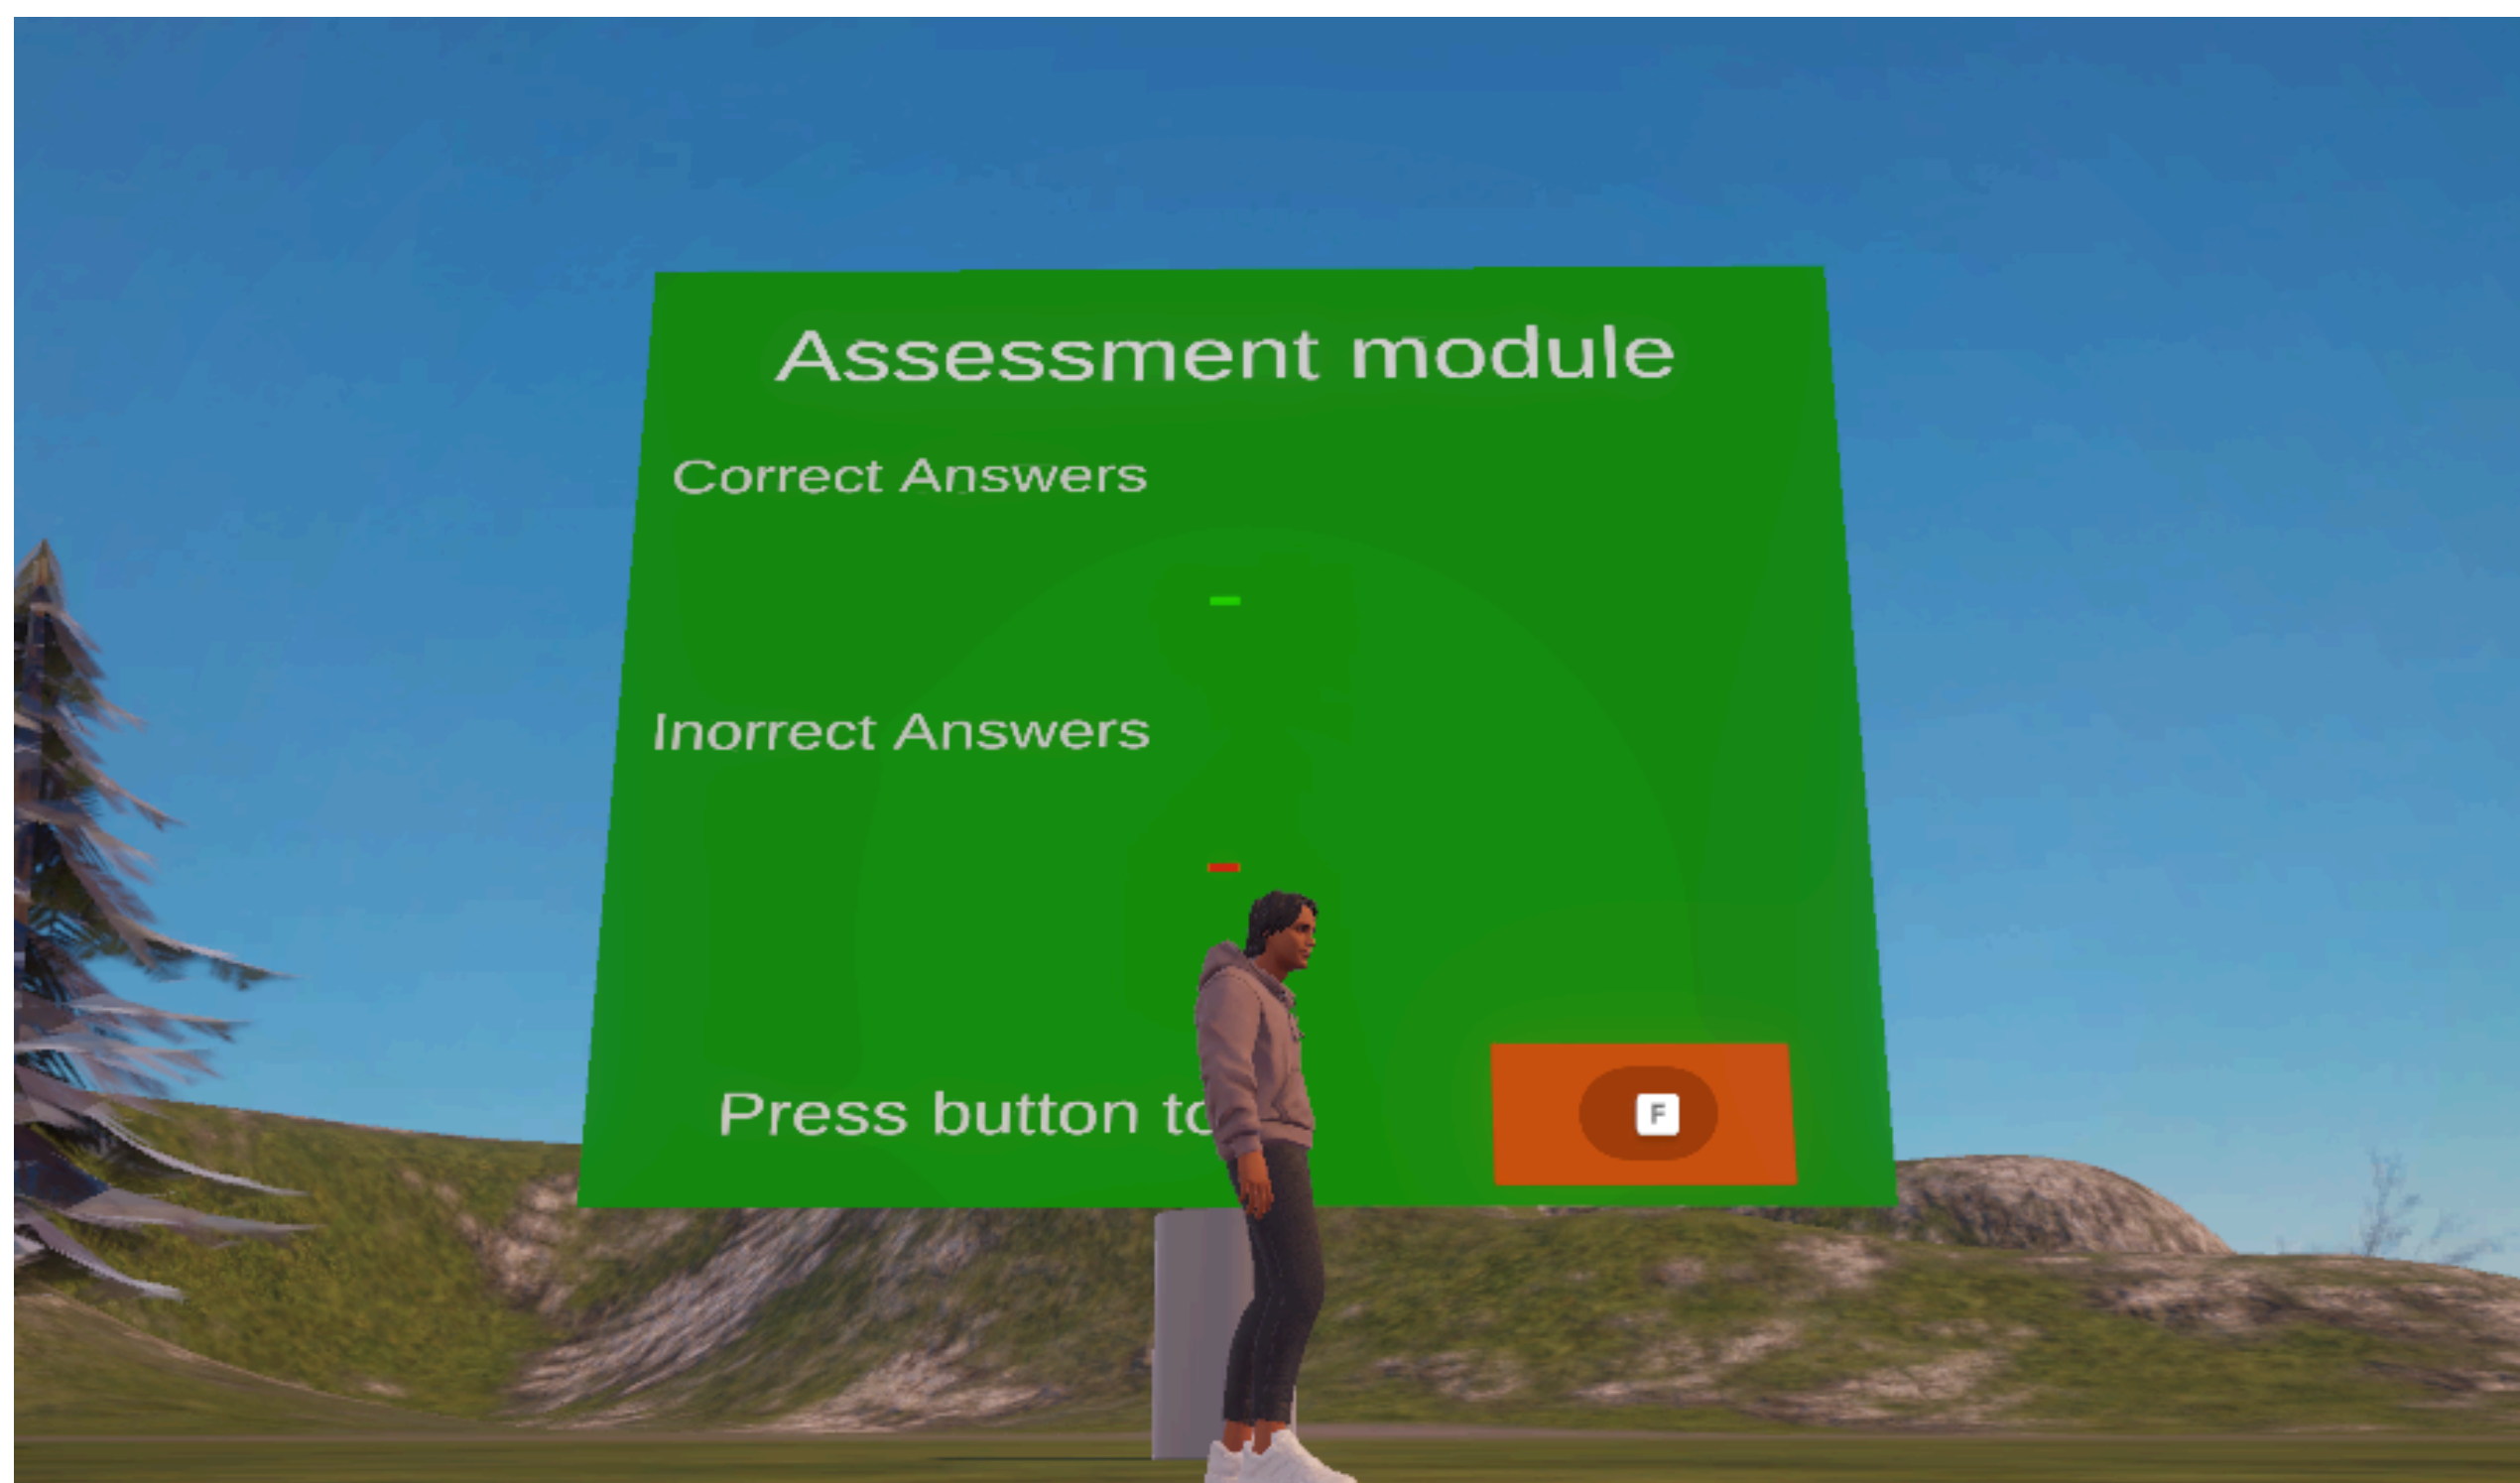 Assessment module
Correct Answers
-
Inorrect Answers
-
Press button to
F